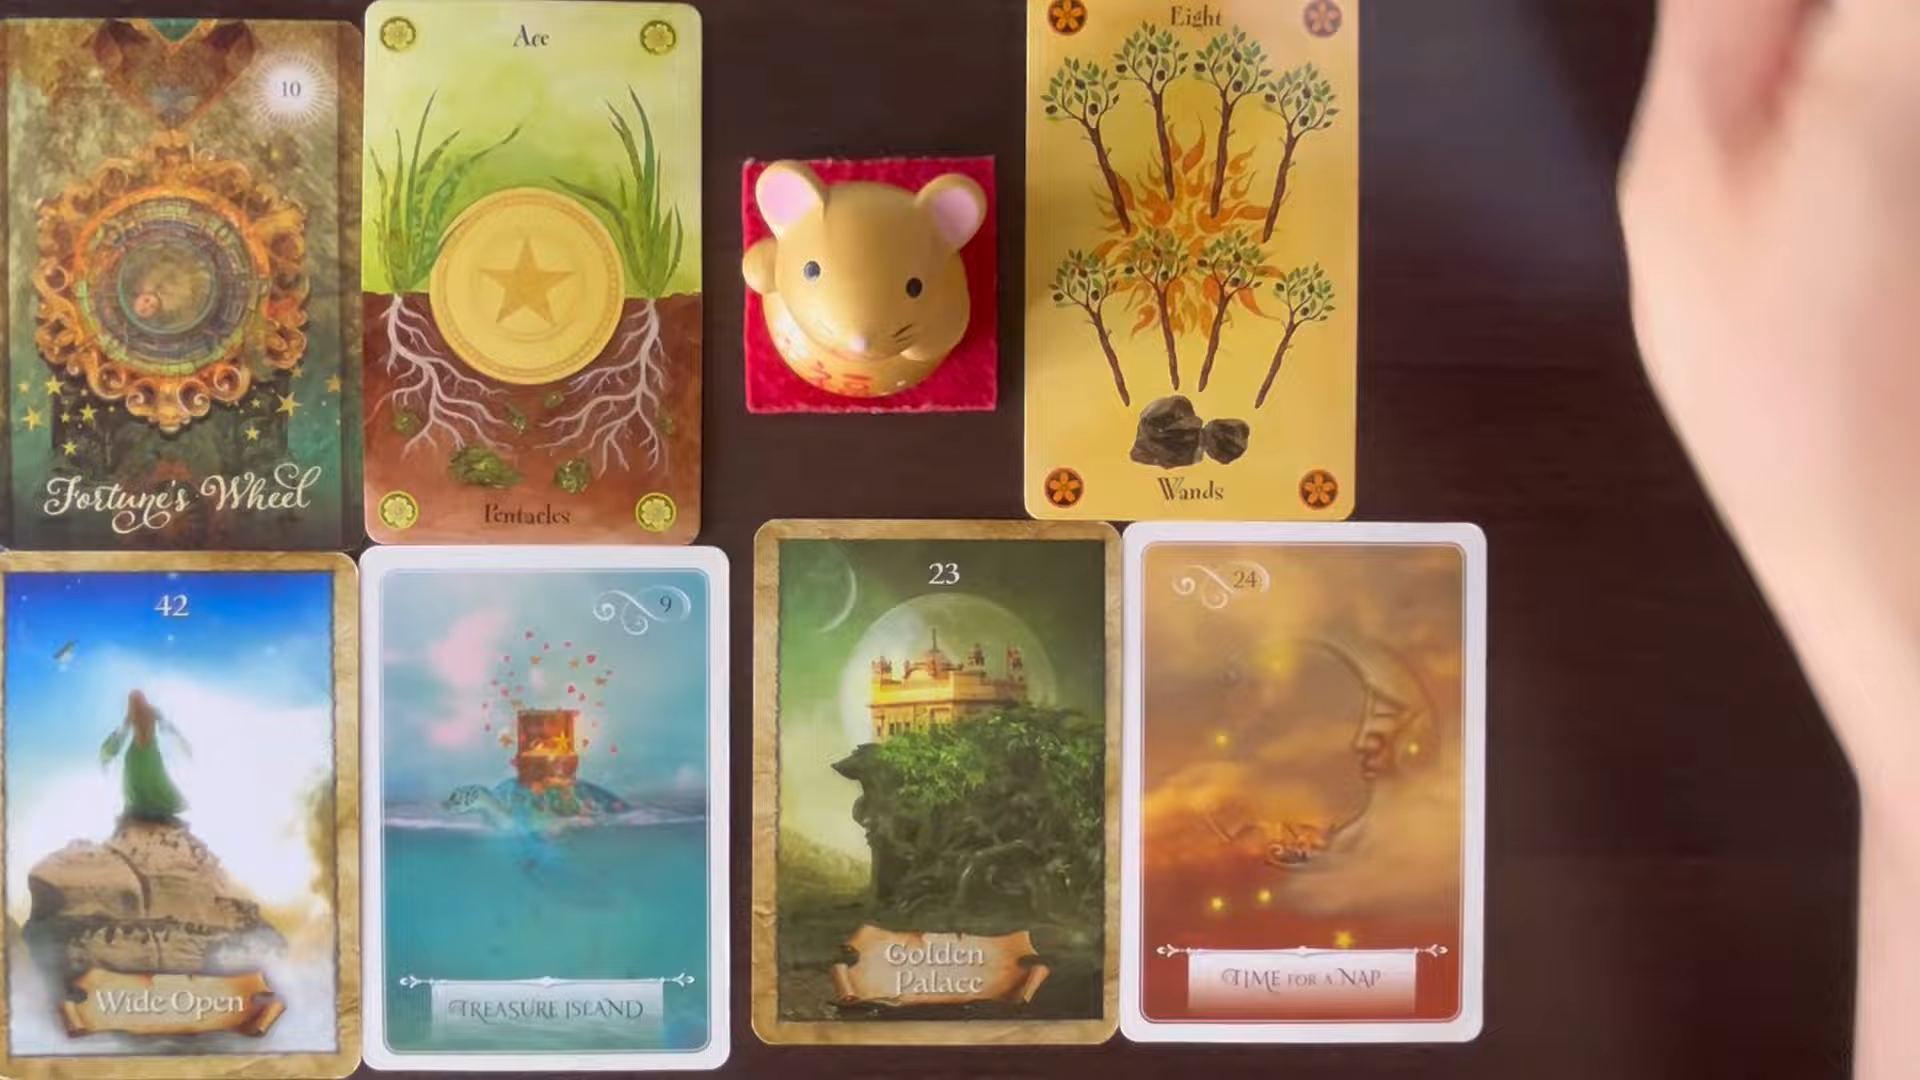 10
Fortune's Wheel
Ace
Pentacles
Eight
Wands
42
Wide Open
9
TREASURE ISLAND
23
Golden
Palace
24
TIME FOR A NAP